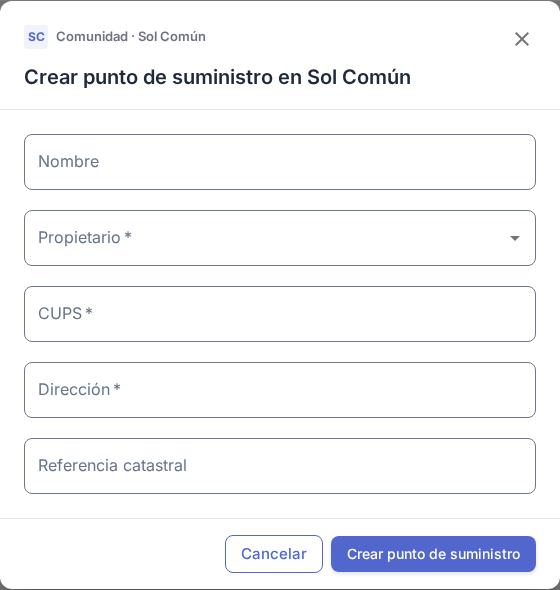 SC Comunidad · Sol Común
Crear punto de suministro en Sol Común
Nombre
Propietario *
CUPS *
Dirección *
Referencia catastral
Cancelar Crear punto de suministro